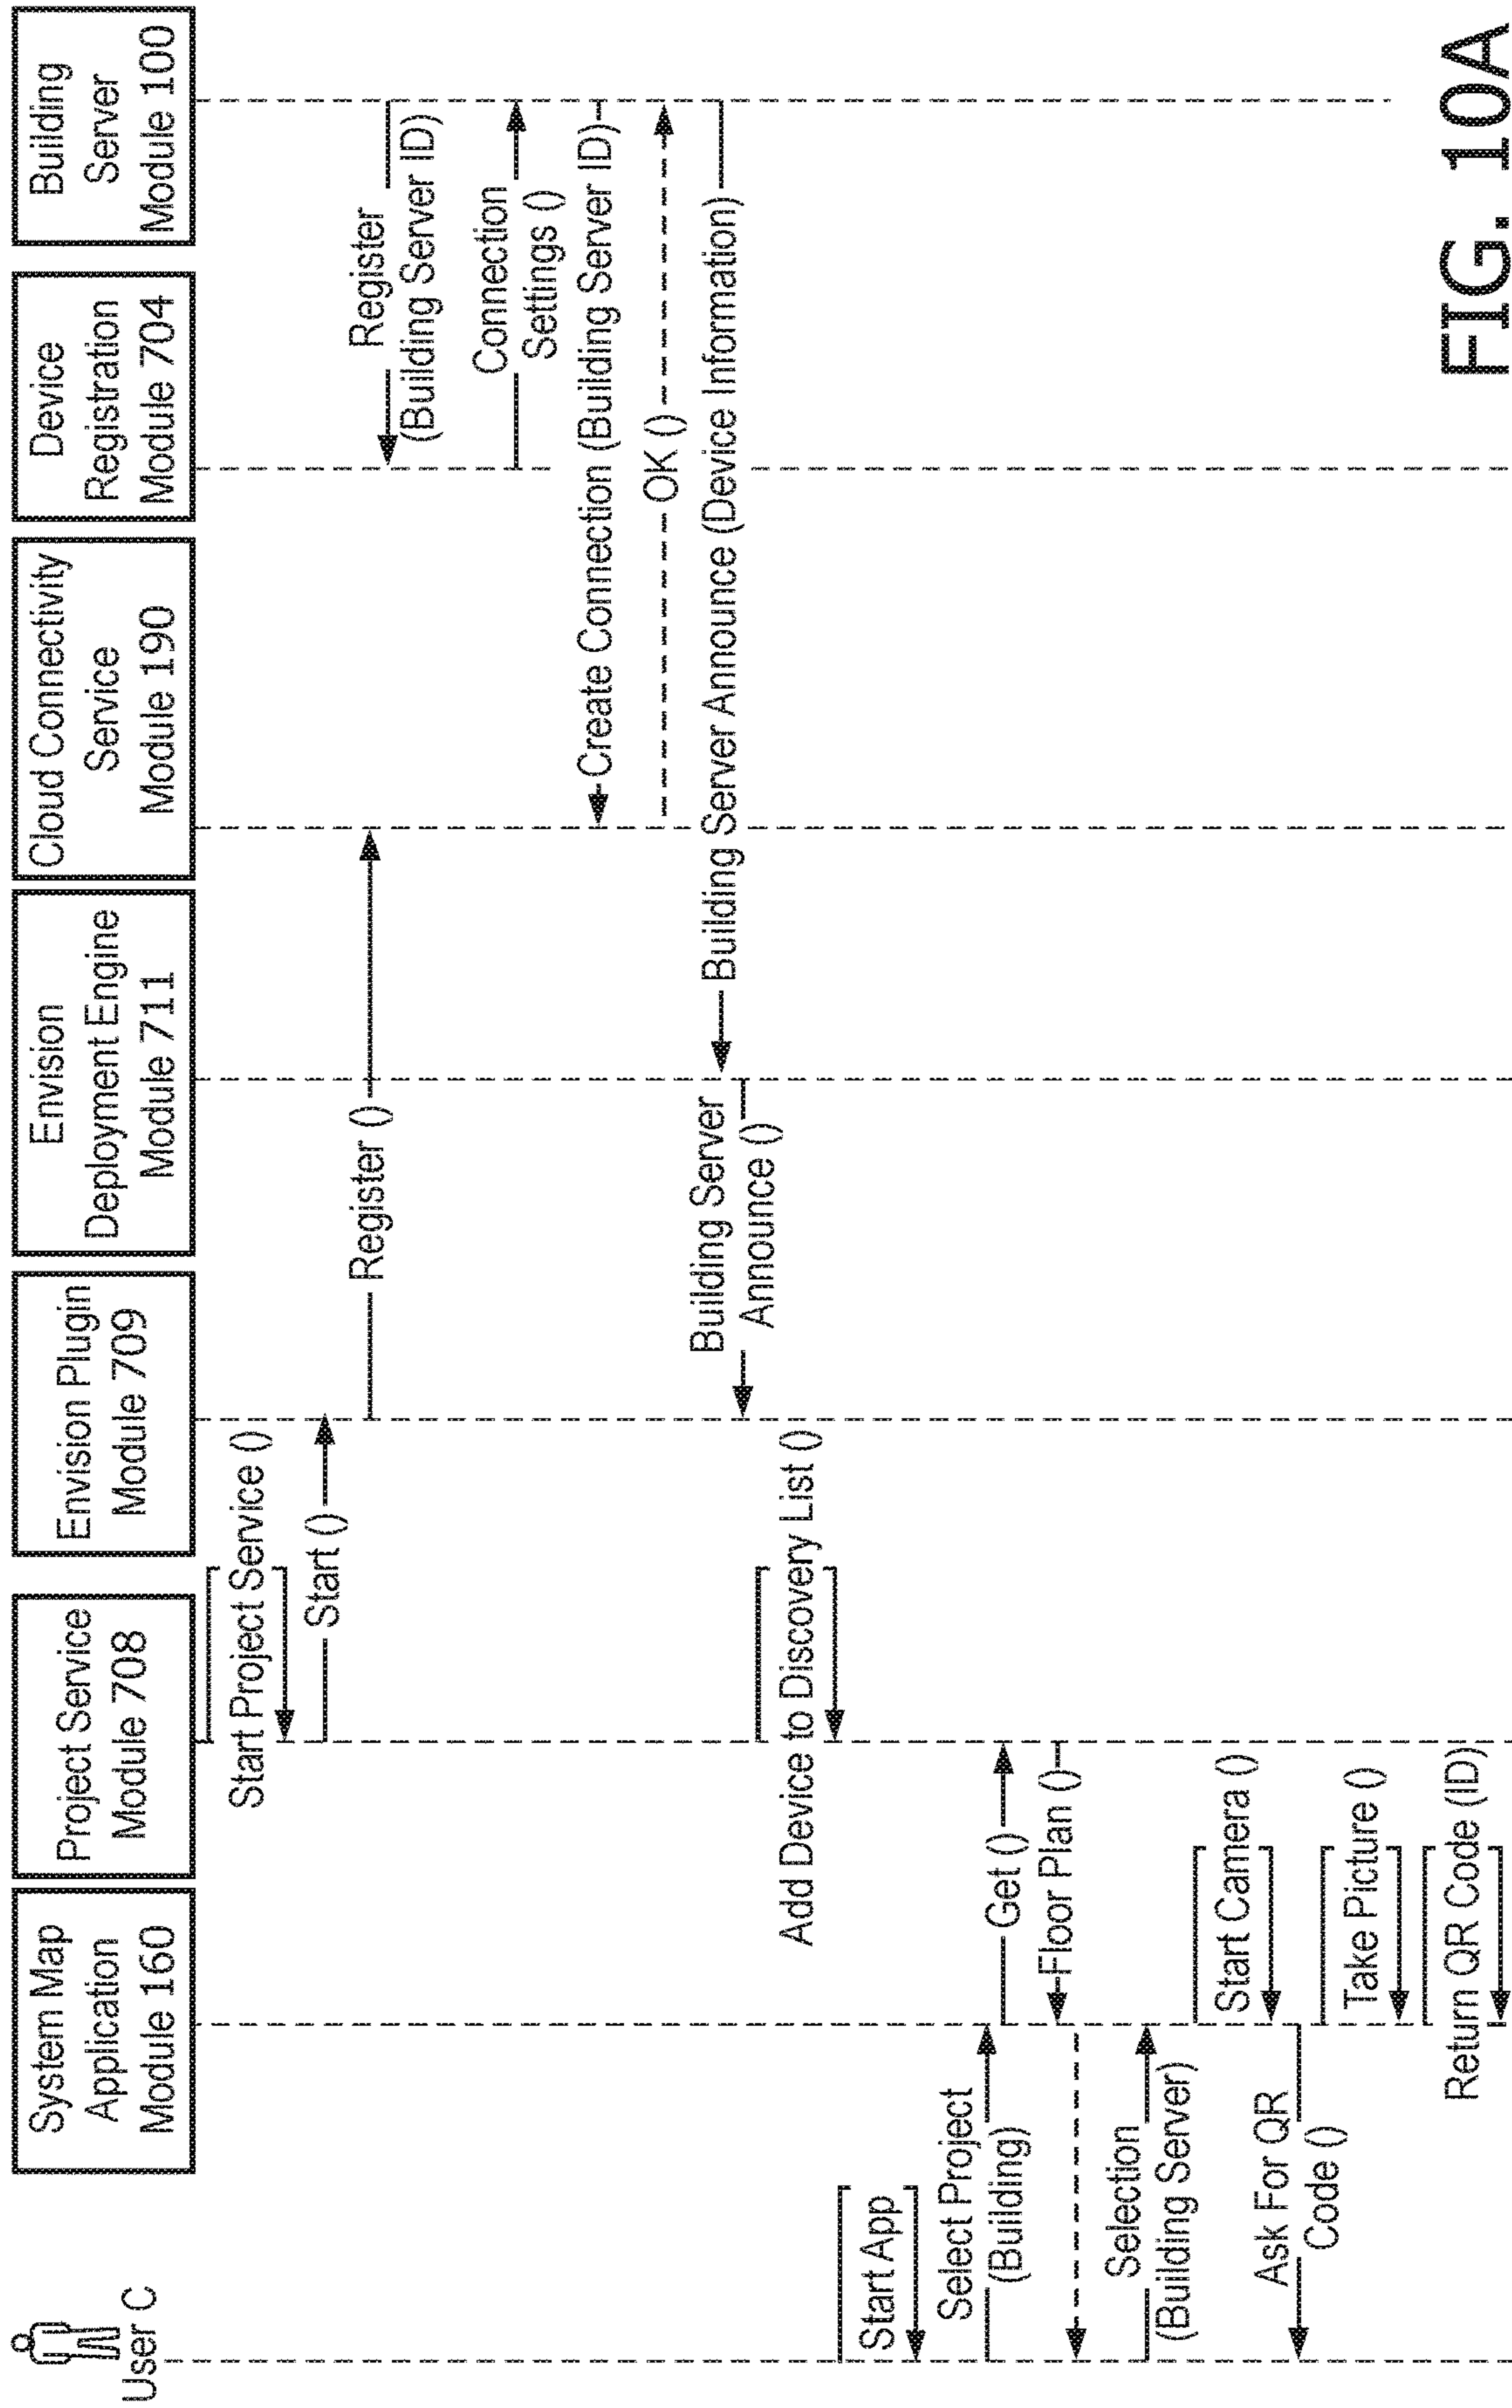 User C
System Map
Application
Module 160
Project Service
Module 708
Envision Plugin
Module 709
Envision
Deployment Engine
Module 711
Cloud Connectivity
Service
Module 190
Device
Registration
Module 704
Building
Server
Module 100
Start Project Service ()
Start ()
Register ()
Register
(Building Server ID)
Connection
Settings ()
Create Connection (Building Server ID)
OK ()
Building Server Announce (Device Information)
Building Server
Announce ()
Add Device to Discovery List ()
Start App
Select Project
(Building)
Get ()
Floor Plan ()
Selection
(Building Server)
Start Camera ()
Ask For QR
Code ()
Take Picture ()
Return QR Code (ID)
FIG. 10A